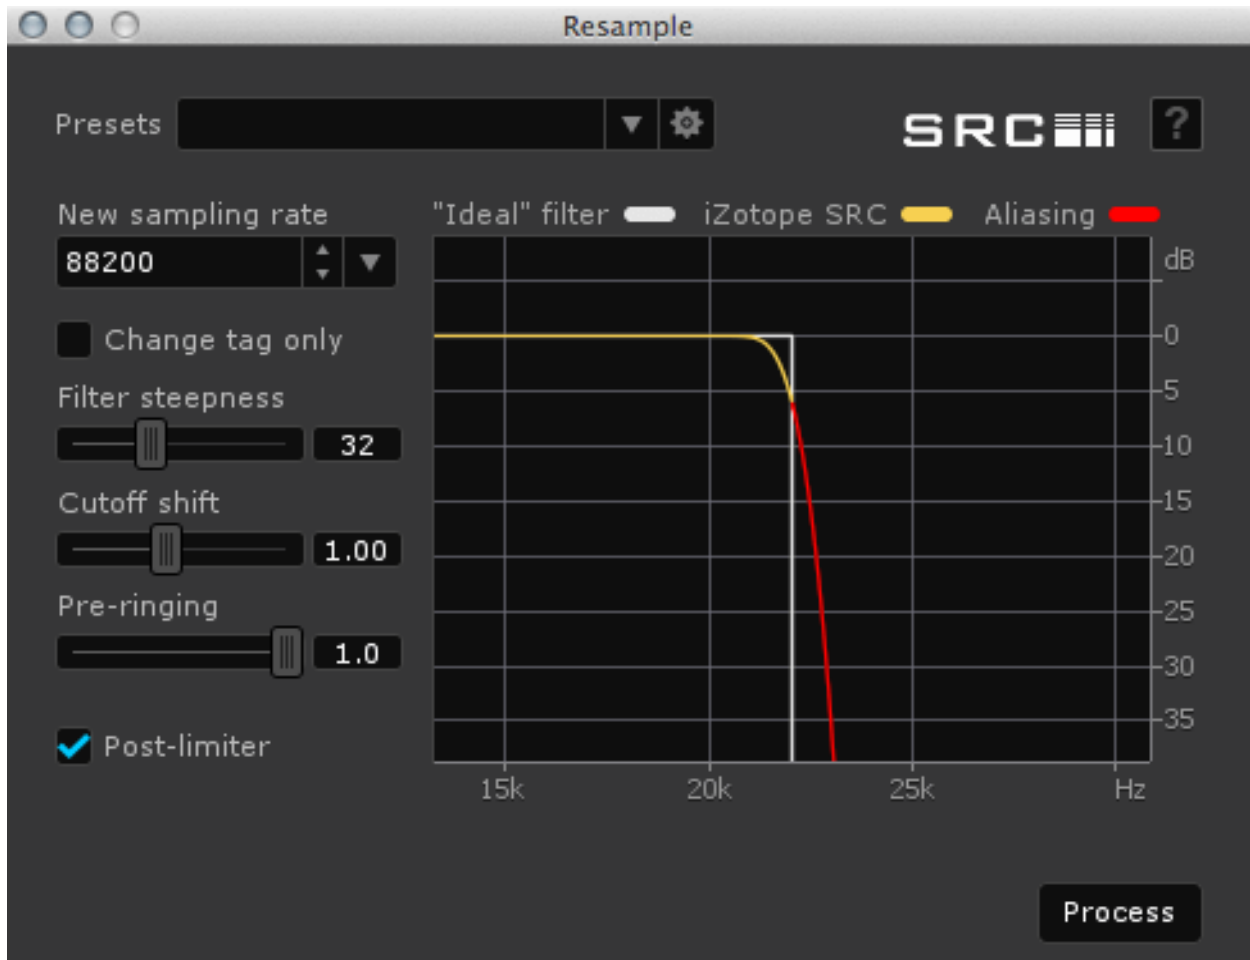 Resample
Presets
SRC
?
New sampling rate
88200
"Ideal" filter
iZotope SRC
Aliasing
dB
Change tag only
Filter steepness
32
Cutoff shift
1.00
Pre-ringing
1.0
Post-limiter
-0
-5
-10
-15
-20
-25
-30
-35
15k
20k
25k
Hz
Process